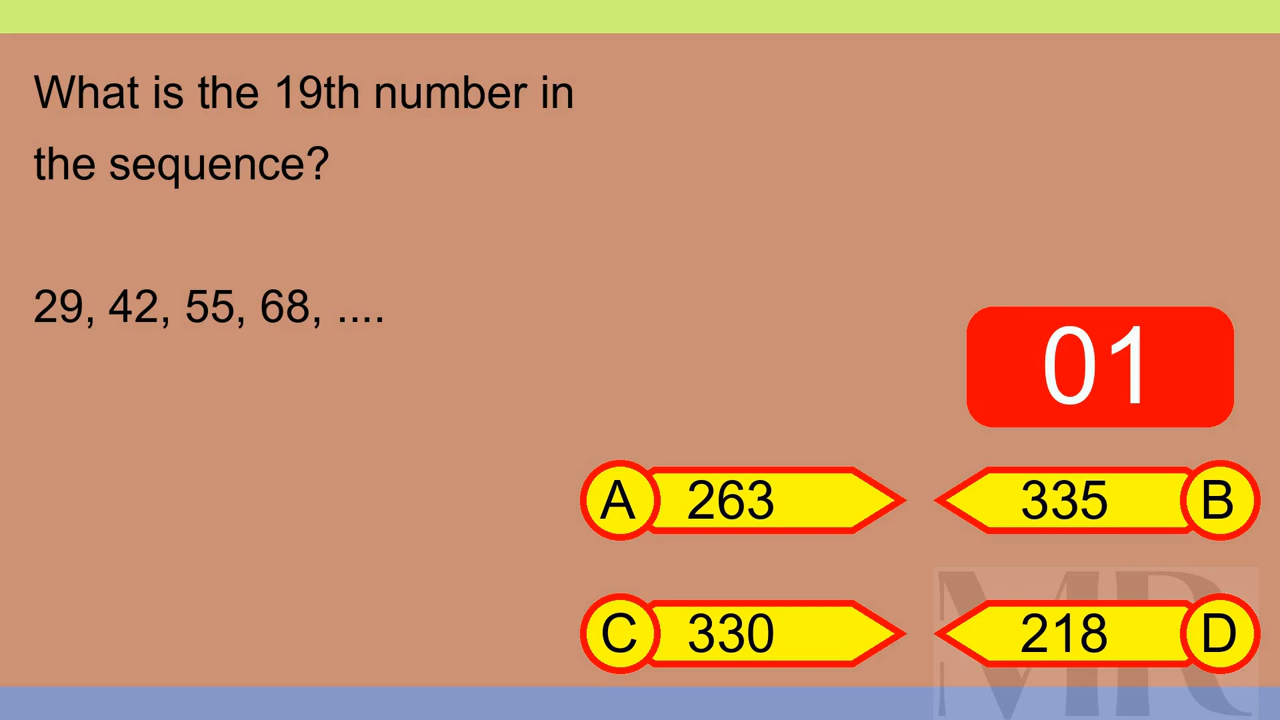 What is the 19th number in
the sequence?
29, 42, 55, 68, ....
01
A 263
335 B
C 330
218 D
MR